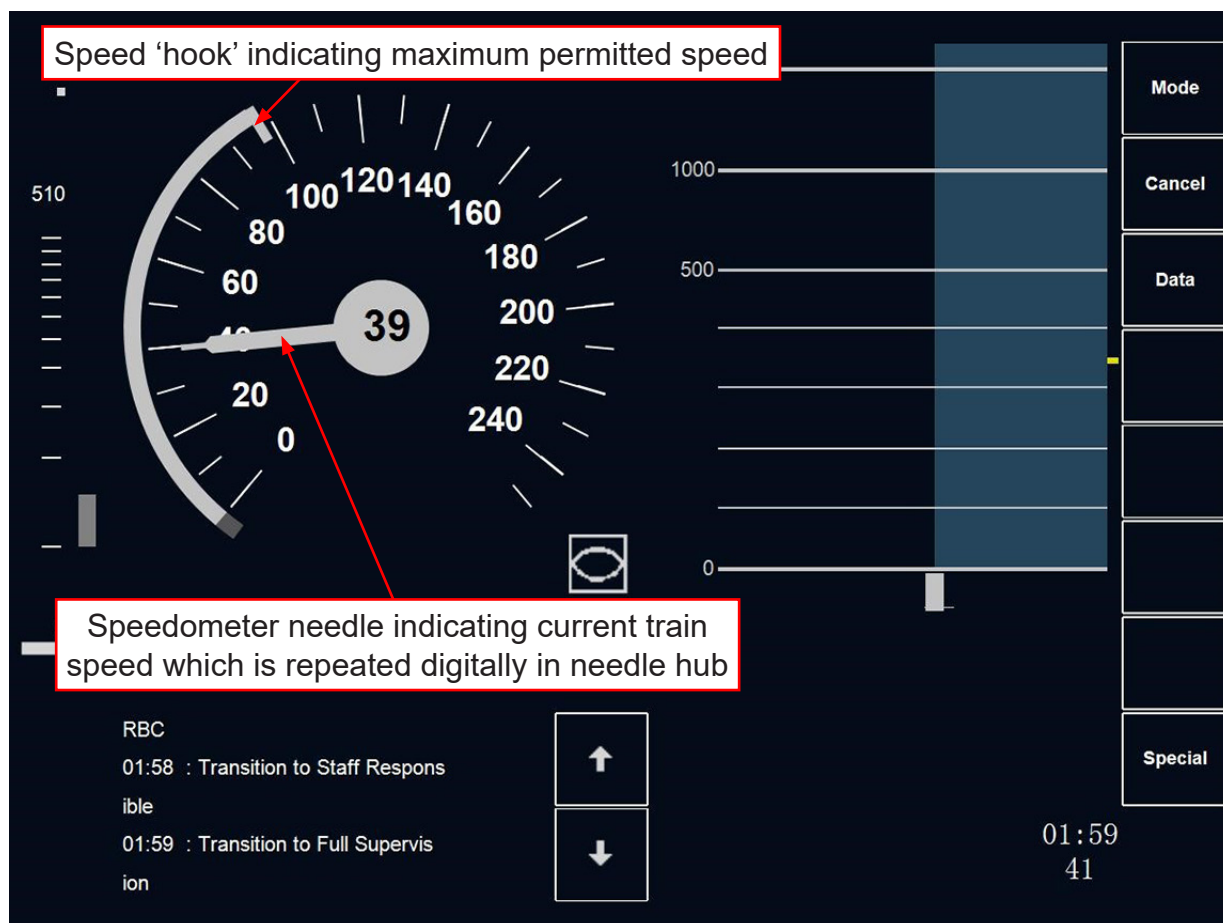 Speed ‘hook’ indicating maximum permitted speed
Mode
1000
Cancel
510
100
120
140
160
80
180
500
Data
60
200
39
40
220
20
240
0
0
Speedometer needle indicating current train
speed which is repeated digitally in needle hub
RBC
01:58 : Transition to Staff Respons
ible
Special
01:59 : Transition to Full Supervis
ion
01:59
41